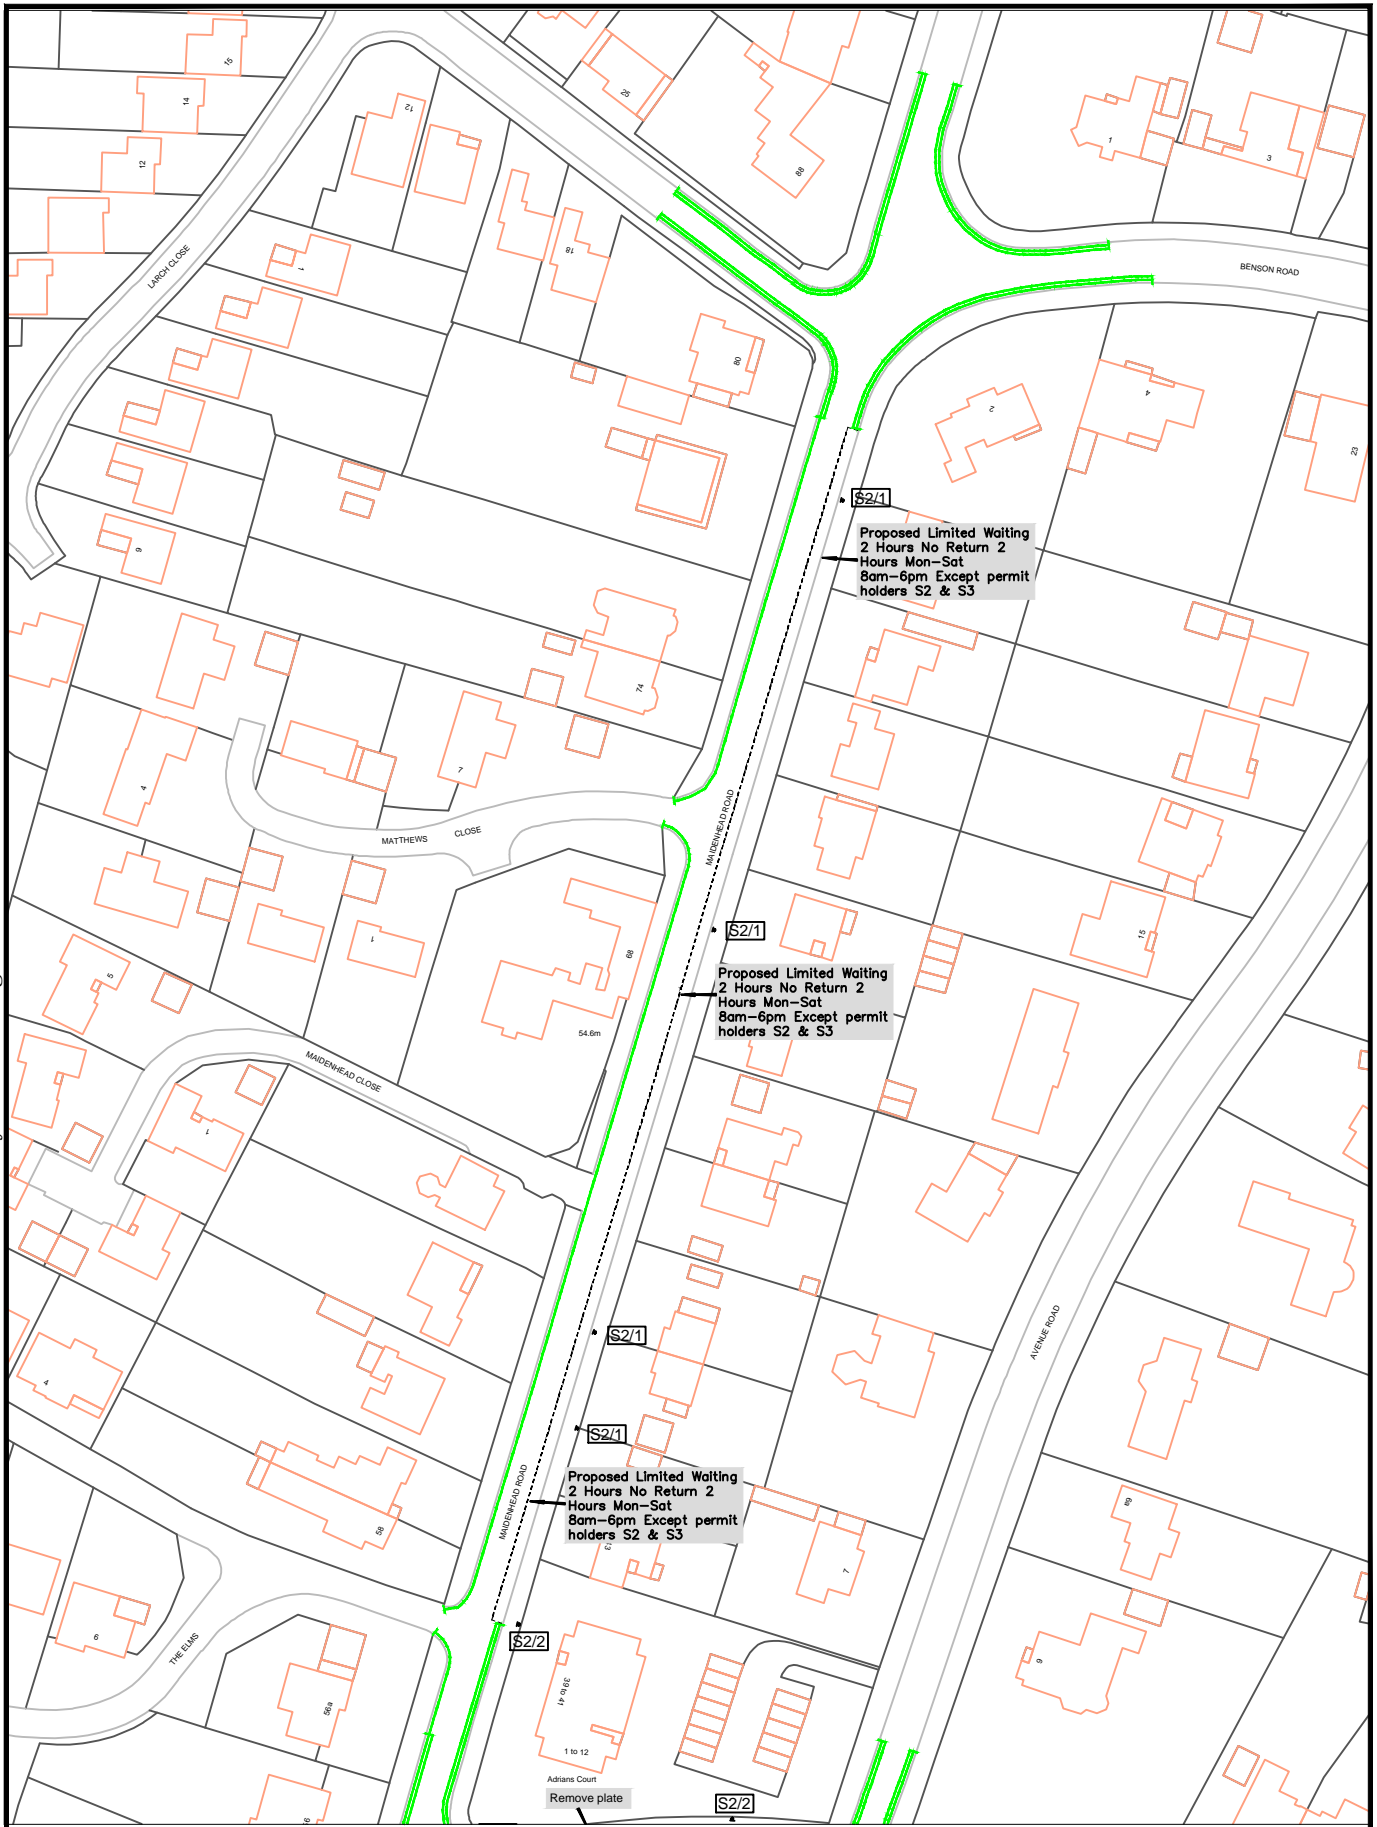 15
14
12
12
25
88
1
3
LARCH CLOSE
1
18
BENSON ROAD
80
2
4
23
9
S2/1
Proposed Limited Waiting
2 Hours No Return 2
Hours Mon-Sat
8am-6pm Except permit
holders S2 & S3
74
7
4
MATTHEWS CLOSE
MAIDENHEAD ROAD
1
5
68
15
S2/1
Proposed Limited Waiting
2 Hours No Return 2
Hours Mon-Sat
8am-6pm Except permit
holders S2 & S3
54.6m
MAIDENHEAD CLOSE
1
S2/1
AVENUE ROAD
4
S2/1
MAIDENHEAD ROAD
Proposed Limited Waiting
2 Hours No Return 2
Hours Mon-Sat
8am-6pm Except permit
holders S2 & S3
58
13
7
6a
6
THE ELMS
S2/2
56a
39 to 41
1 to 12
9
Adrians Court
Remove plate
S2/2